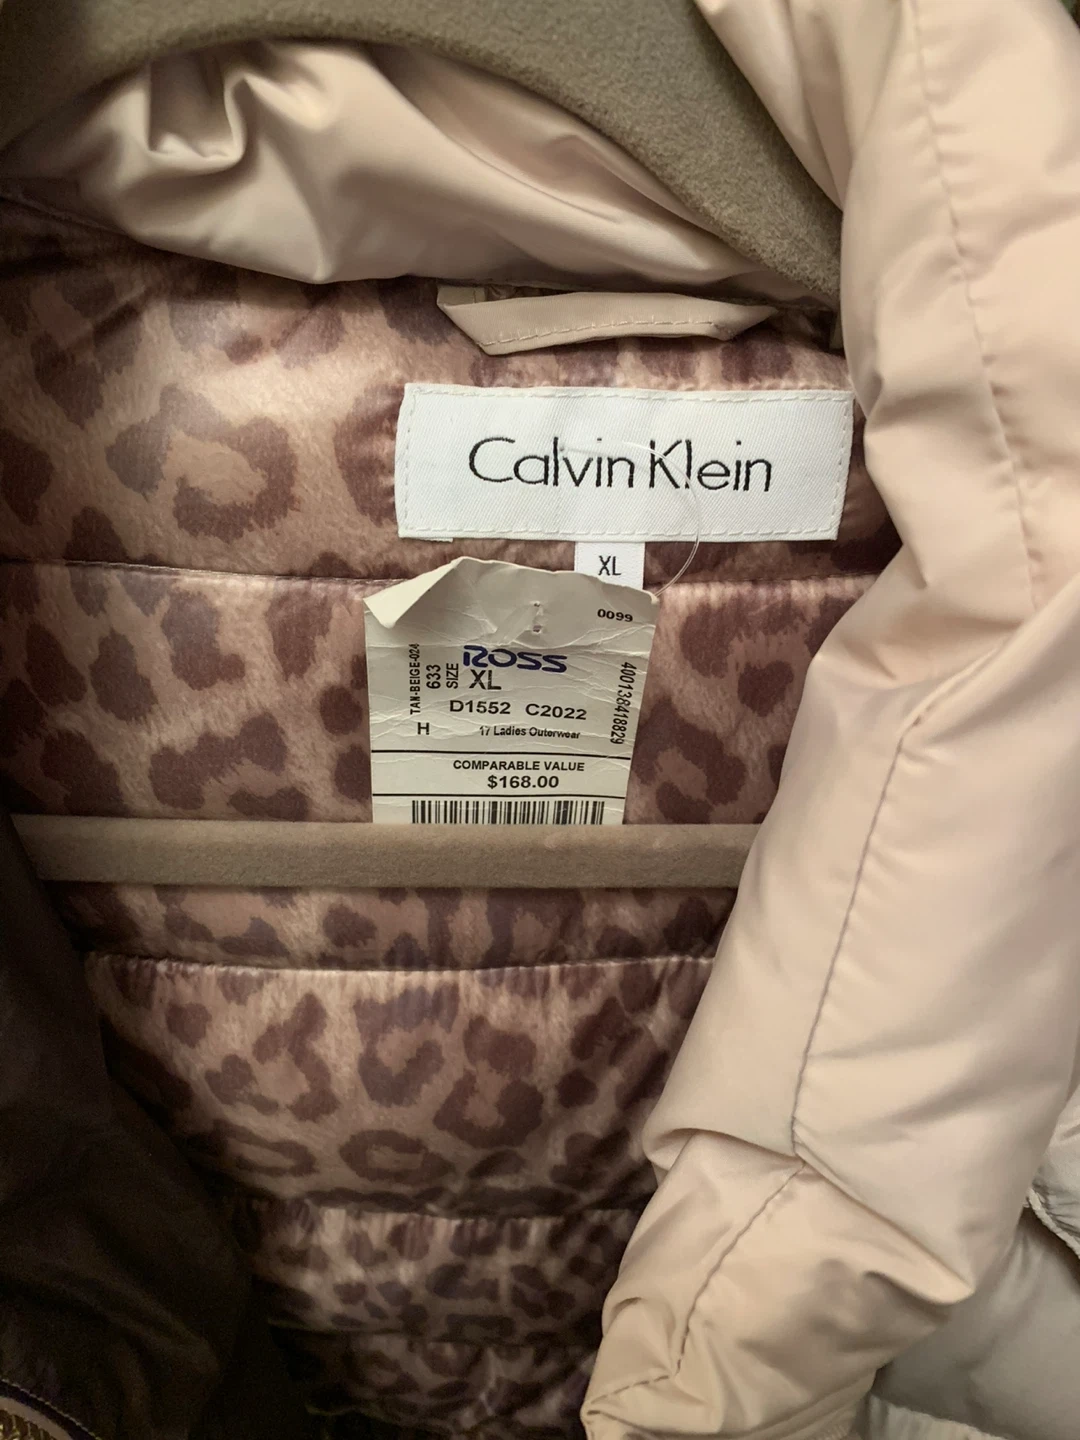 Calvin Klein
XL
0099
ROSS
TAN-BEIGE-024
633
SIZE
XL
400138418829
D1552 C2022
H
17 Ladies Outerwear
COMPARABLE VALUE
$168.00